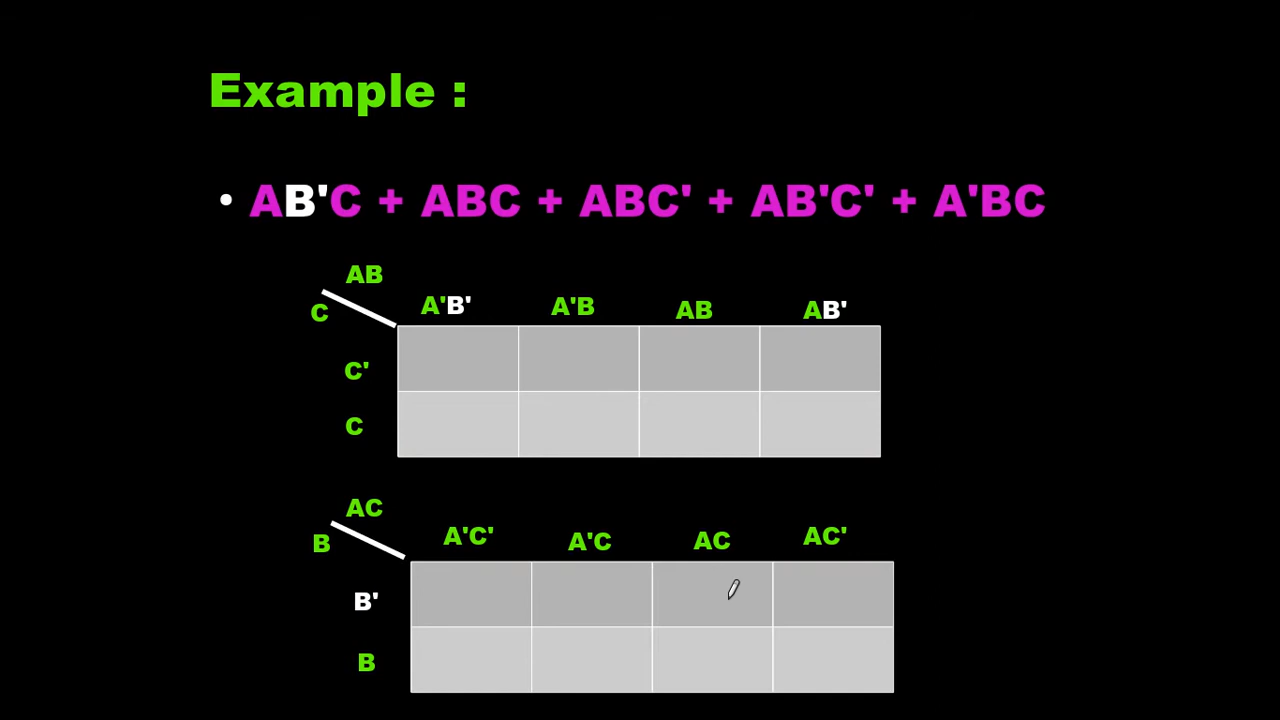 Example :
• AB'C + ABC + ABC' + AB'C' + A'BC
AB
C
A'B' A'B AB AB'
C'
C
AC
B
A'C' A'C AC AC'
B'
B